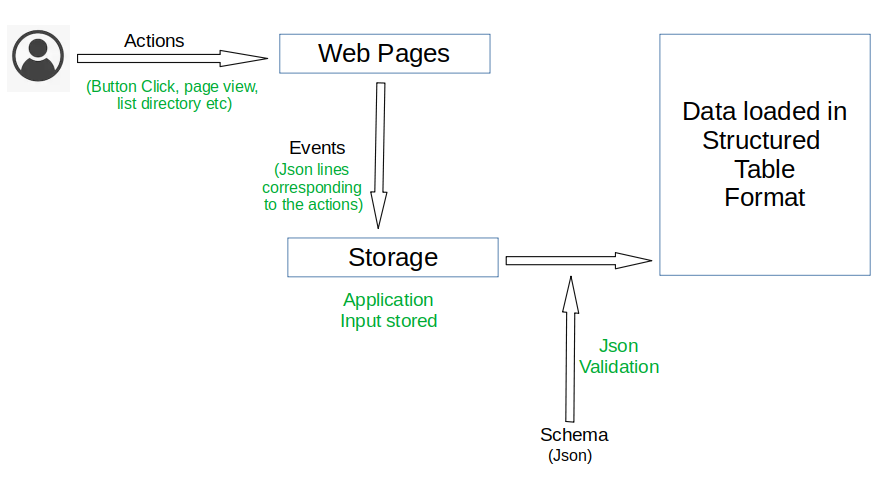 Actions
(Button Click, page view,
list directory etc)
Web Pages
Events
(Json lines
corresponding
to the actions)
Storage
Application
Input stored
Data loaded in
Structured
Table
Format
Json
Validation
Schema
(Json)